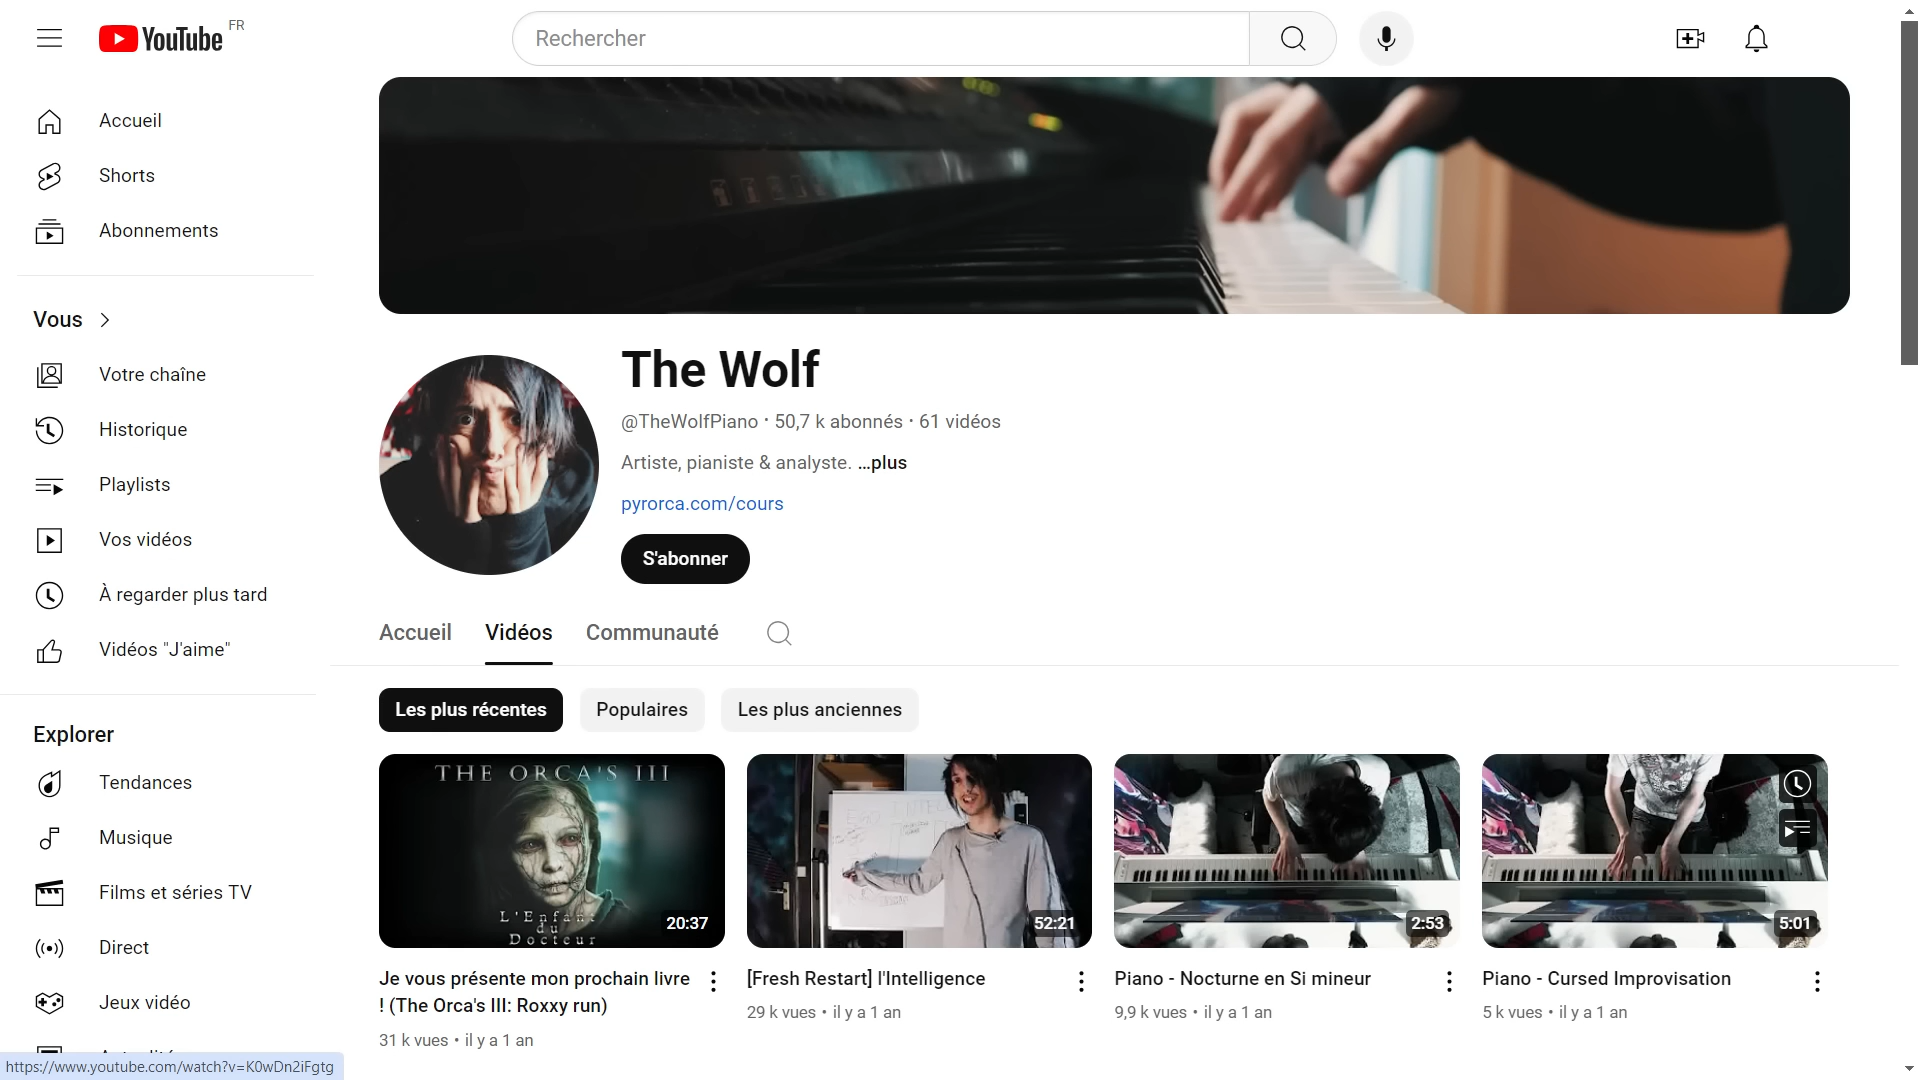 YouTube FR
Rechercher
Accueil
Shorts
Abonnements
Vous
Votre chaîne
Historique
Playlists
Vos vidéos
À regarder plus tard
Vidéos "J'aime"
Explorer
Tendances
Musique
Films et séries TV
Direct
Jeux vidéo
https://www.youtube.com/watch?v=K0wDn2iFgtg
The Wolf
@TheWolfPiano • 50,7 k abonnés • 61 vidéos
Artiste, pianiste & analyste. ...plus
pyrorca.com/cours
S'abonner
Accueil Vidéos Communauté
Les plus récentes Populaires Les plus anciennes
THE ORCA'S III
L'Enfant
du
Docteur
20:37
Je vous présente mon prochain livre
! (The Orca's III: Roxxy run)
31 k vues • il y a 1 an
52:21
[Fresh Restart] l'Intelligence
29 k vues • il y a 1 an
2:53
Piano - Nocturne en Si mineur
9,9 k vues • il y a 1 an
5:01
Piano - Cursed Improvisation
5 k vues • il y a 1 an